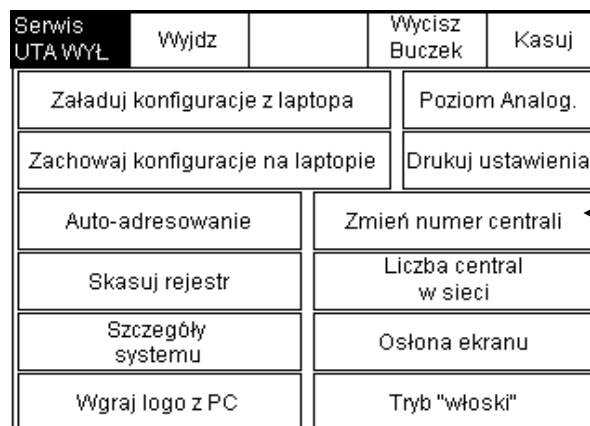 Serwis
UTA WYŁ
Wyjdz
Wycisz
Buczek
Kasuj
Załaduj konfiguracje z laptopa
Poziom Analog.
Zachowaj konfiguracje na laptopie
Drukuj ustawienia
Auto-adresowanie
Zmień numer centrali
Skasuj rejestr
Liczba central
w sieci
Szczegóły
systemu
Osłona ekranu
Wgraj logo z PC
Tryb "włoski"